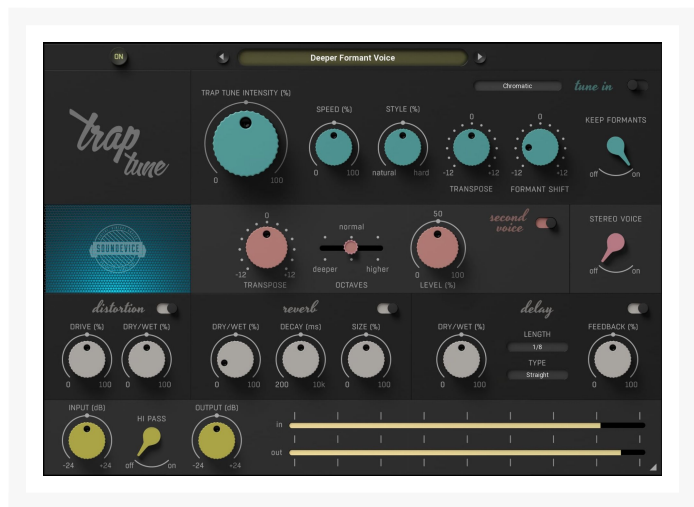 ON
Deeper Formant Voice
trap
tune
TRAP TUNE INTENSITY (%)
0
100
SPEED (%)
0
100
STYLE (%)
natural
hard
Chromatic
tune in
0
-12
+12
TRANSPOSE
0
-12
+12
FORMANT SHIFT
KEEP FORMANTS
off
on
SOUNDEVICE
0
-12
+12
TRANSPOSE
normal
deeper
higher
OCTAVES
50
0
100
LEVEL (%)
second
voice
STEREO VOICE
off
on
distortion
DRIVE (%)
0
100
DRY/WET (%)
0
100
reverb
DRY/WET (%)
0
100
DECAY (ms)
200
10k
SIZE (%)
0
100
delay
DRY/WET (%)
0
100
LENGTH
1/8
TYPE
Straight
FEEDBACK (%)
0
100
INPUT (dB)
-24
+24
HI PASS
off
on
OUTPUT (dB)
-24
+24
in
out